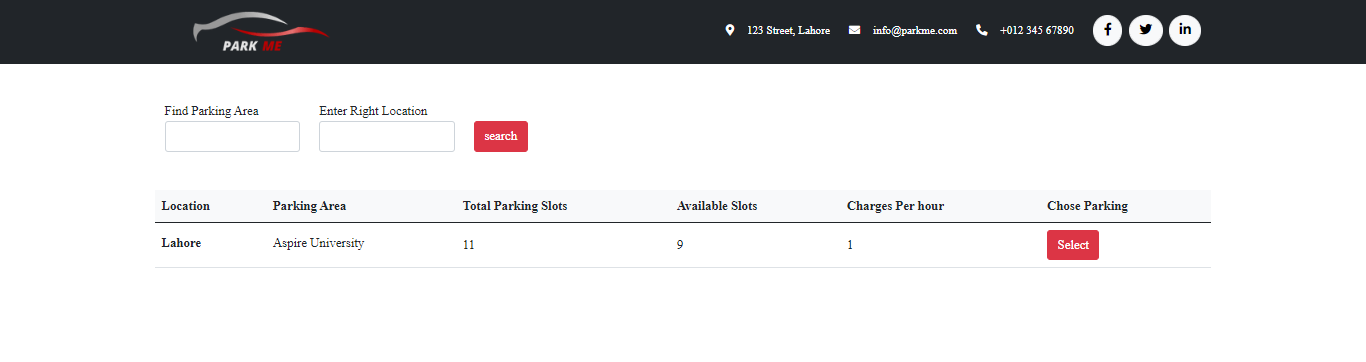 PARK ME
123 Street, Lahore info@parkme.com +012 345 67890
Find Parking Area Enter Right Location
search
Location Parking Area Total Parking Slots Available Slots Charges Per hour Chose Parking
Lahore Aspire University 11 9 1 Select